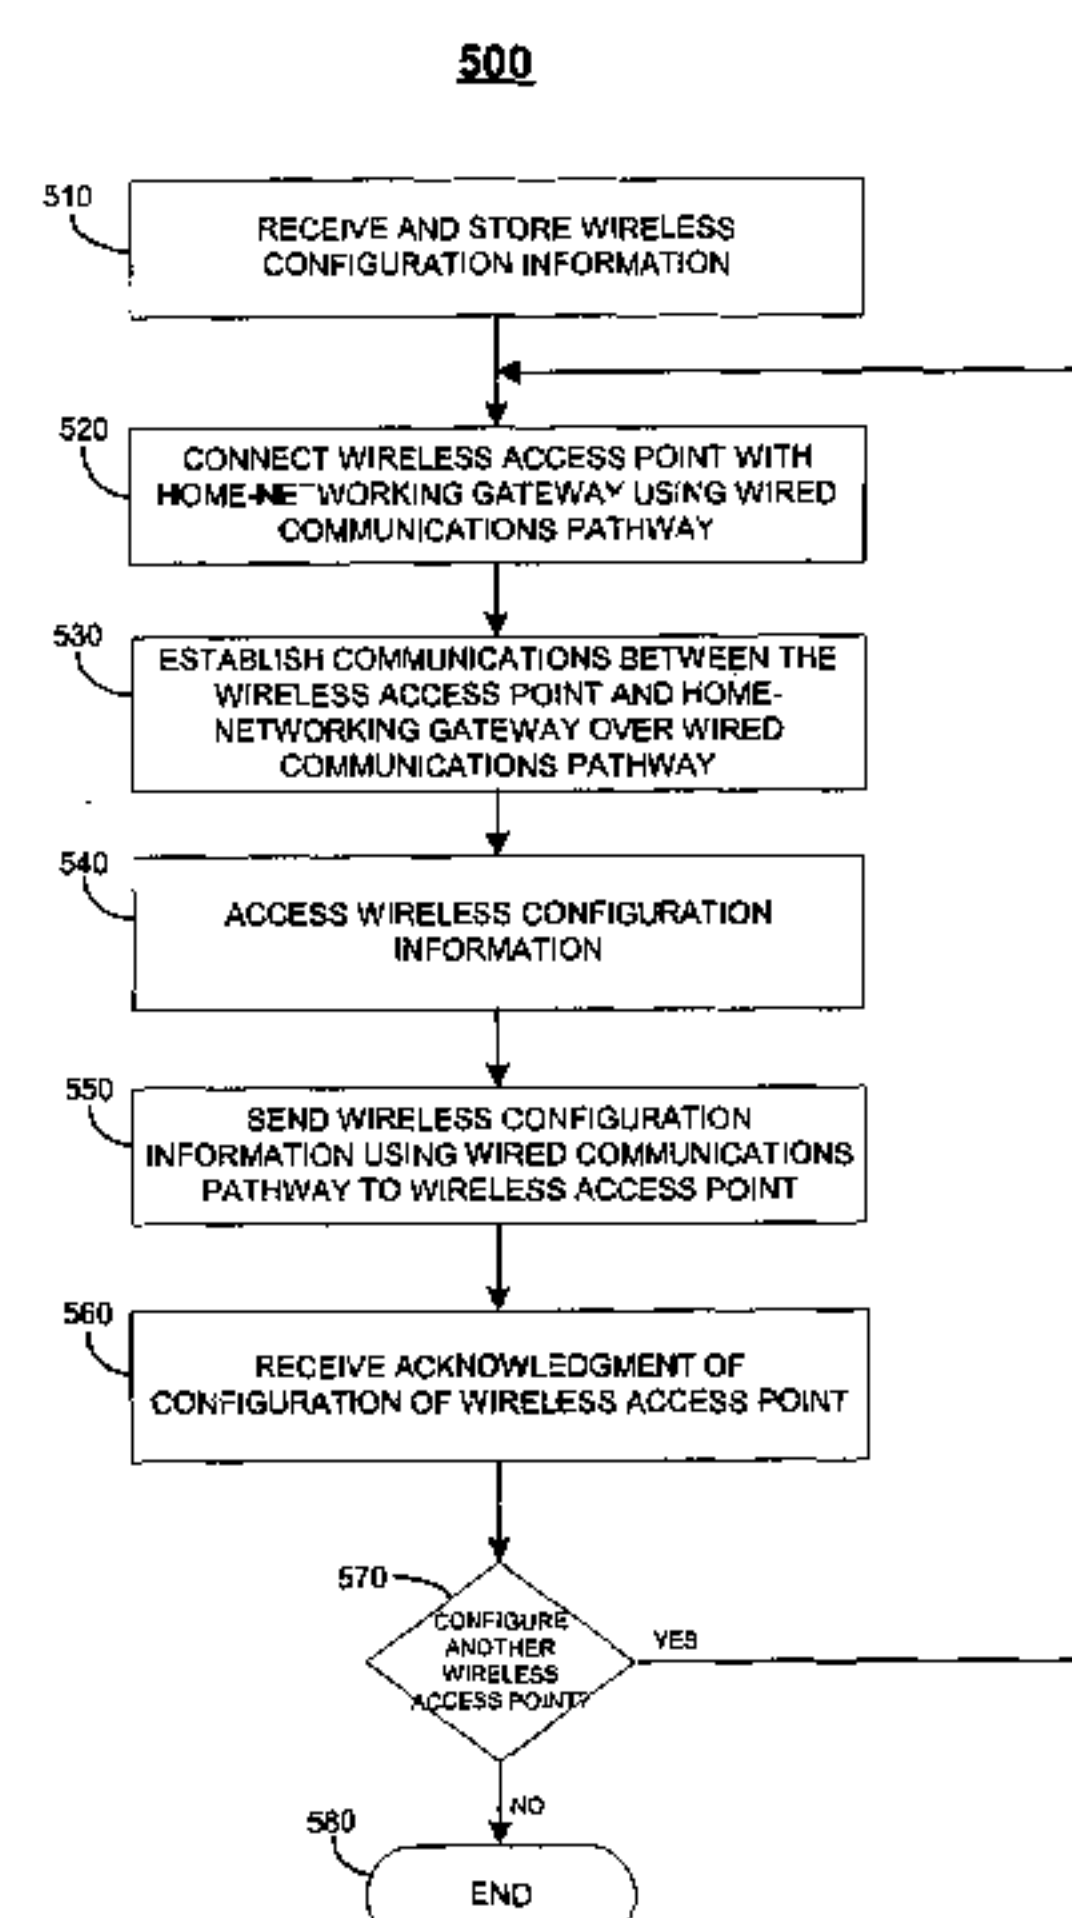 500
510
RECEIVE AND STORE WIRELESS
CONFIGURATION INFORMATION
520
CONNECT WIRELESS ACCESS POINT WITH
HOME-NETWORKING GATEWAY USING WIRED
COMMUNICATIONS PATHWAY
530
ESTABLISH COMMUNICATIONS BETWEEN THE
WIRELESS ACCESS POINT AND HOME-
NETWORKING GATEWAY OVER WIRED
COMMUNICATIONS PATHWAY
540
ACCESS WIRELESS CONFIGURATION
INFORMATION
550
SEND WIRELESS CONFIGURATION
INFORMATION USING WIRED COMMUNICATIONS
PATHWAY TO WIRELESS ACCESS POINT
560
RECEIVE ACKNOWLEDGMENT OF
CONFIGURATION OF WIRELESS ACCESS POINT
570
CONFIGURE
ANOTHER
WIRELESS
ACCESS POINT?
YES
NO
580
END